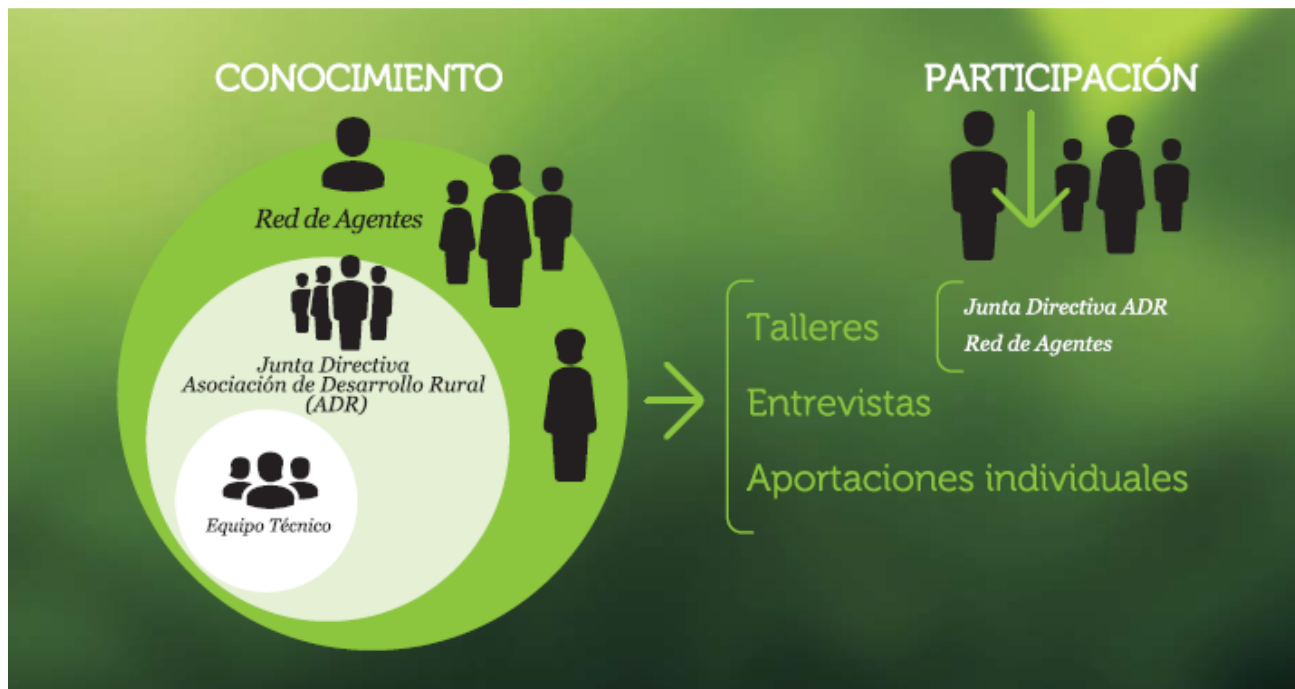 CONOCIMIENTO
Red de Agentes
Junta Directiva
Asociación de Desarrollo Rural
(ADR)
Equipo Técnico
PARTICIPACIÓN
Talleres
Junta Directiva ADR
Red de Agentes
Entrevistas
Aportaciones individuales